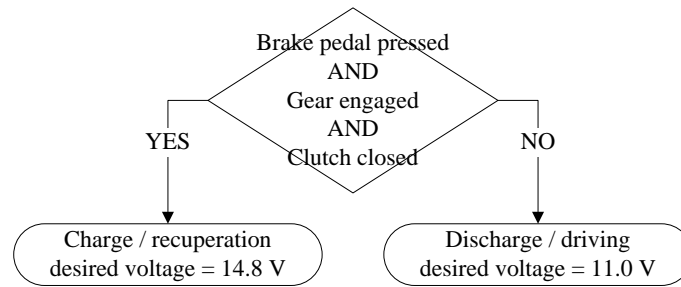 Brake pedal pressed
AND
Gear engaged
AND
Clutch closed
YES
NO
Charge / recuperation
desired voltage = 14.8 V
Discharge / driving
desired voltage = 11.0 V